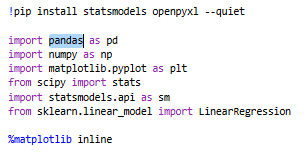 !pip install statsmodels openpyxl --quiet
import pandas as pd
import numpy as np
import matplotlib.pyplot as plt
from scipy import stats
import statsmodels.api as sm
from sklearn.linear_model import LinearRegression
%matplotlib inline